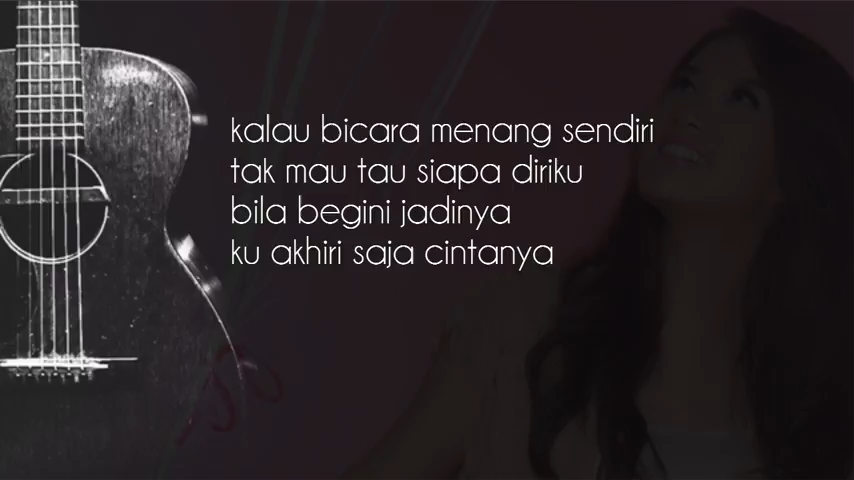 kalau bicara menang sendiri
tak mau tau siapa diriku
bila begini jadinya
ku akhiri saja cintanya